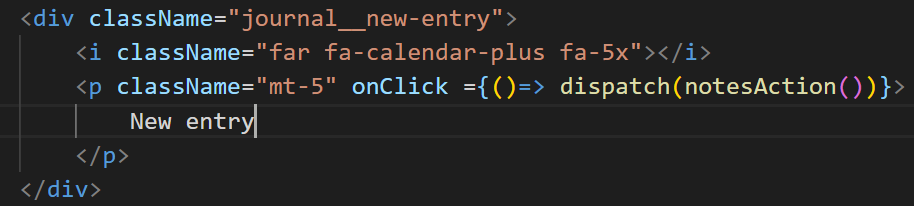 <div className="journal__new-entry">
    <i className="far fa-calendar-plus fa-5x"></i>
    <p className="mt-5" onClick ={()=> dispatch(notesAction())}>
        New entry
    </p>
</div>